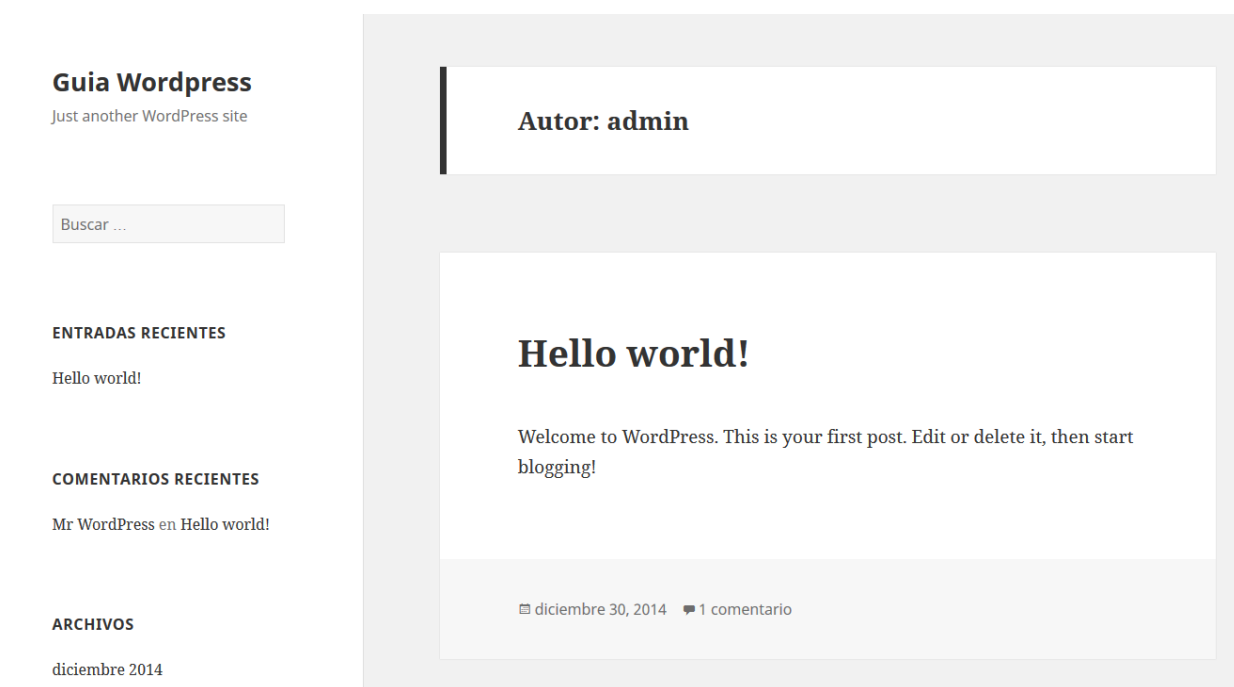 Guia Wordpress
Just another WordPress site
Buscar …
ENTRADAS RECIENTES
Hello world!
COMENTARIOS RECIENTES
Mr WordPress en Hello world!
ARCHIVOS
diciembre 2014
Autor: admin
Hello world!
Welcome to WordPress. This is your first post. Edit or delete it, then start
blogging!
diciembre 30, 2014 1 comentario